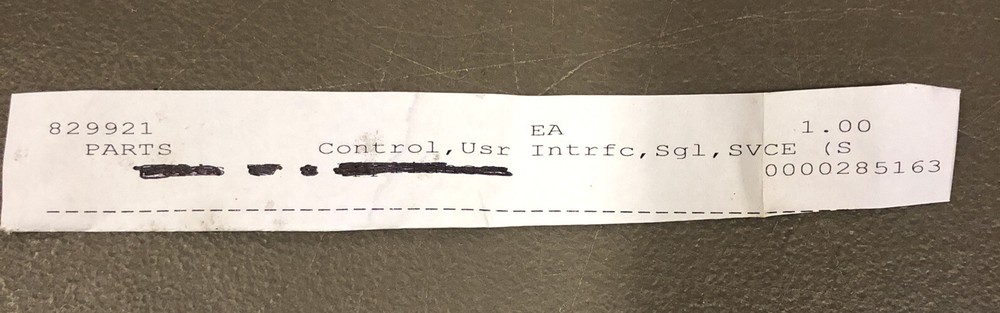 829921 EA 1.00
PARTS Control,Usr Intrfc,Sgl,SVCE (S
0000285163